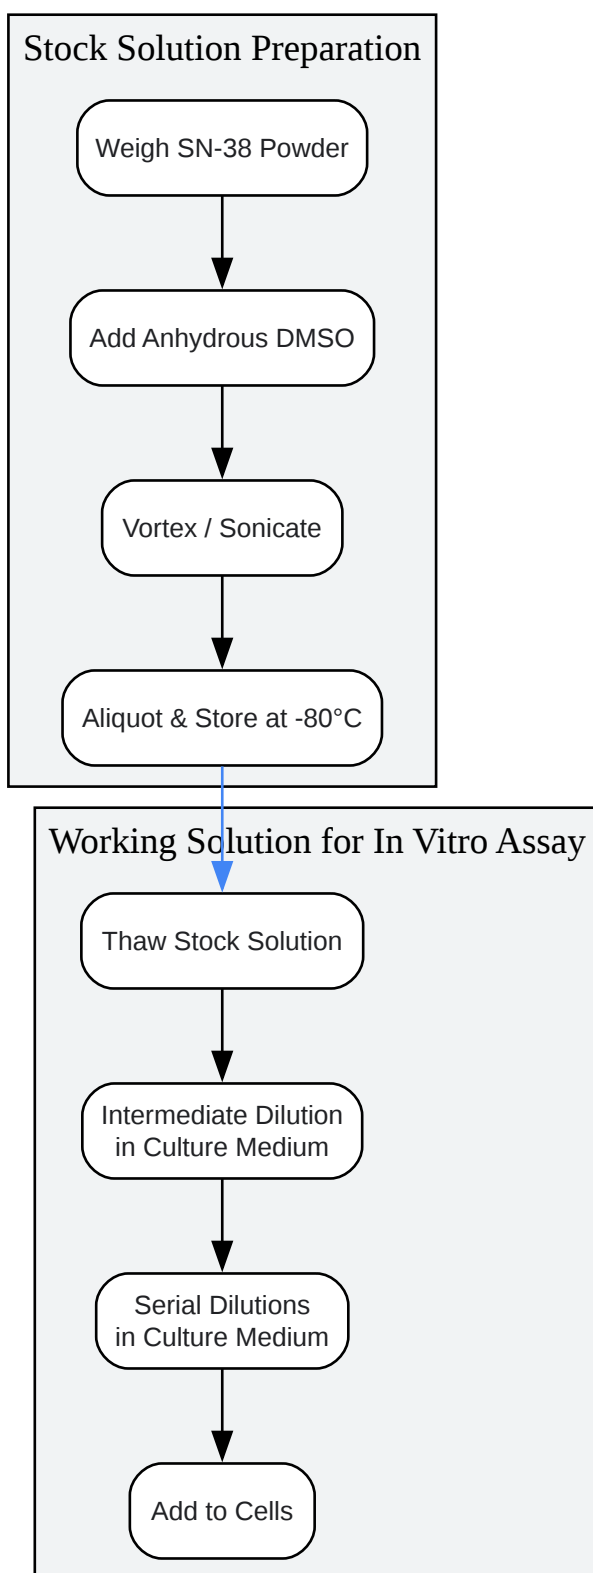 Stock Solution Preparation
Weigh SN-38 Powder
Add Anhydrous DMSO
Vortex / Sonicate
Aliquot & Store at -80°C
Working Solution for In Vitro Assay
Thaw Stock Solution
Intermediate Dilution
in Culture Medium
Serial Dilutions
in Culture Medium
Add to Cells